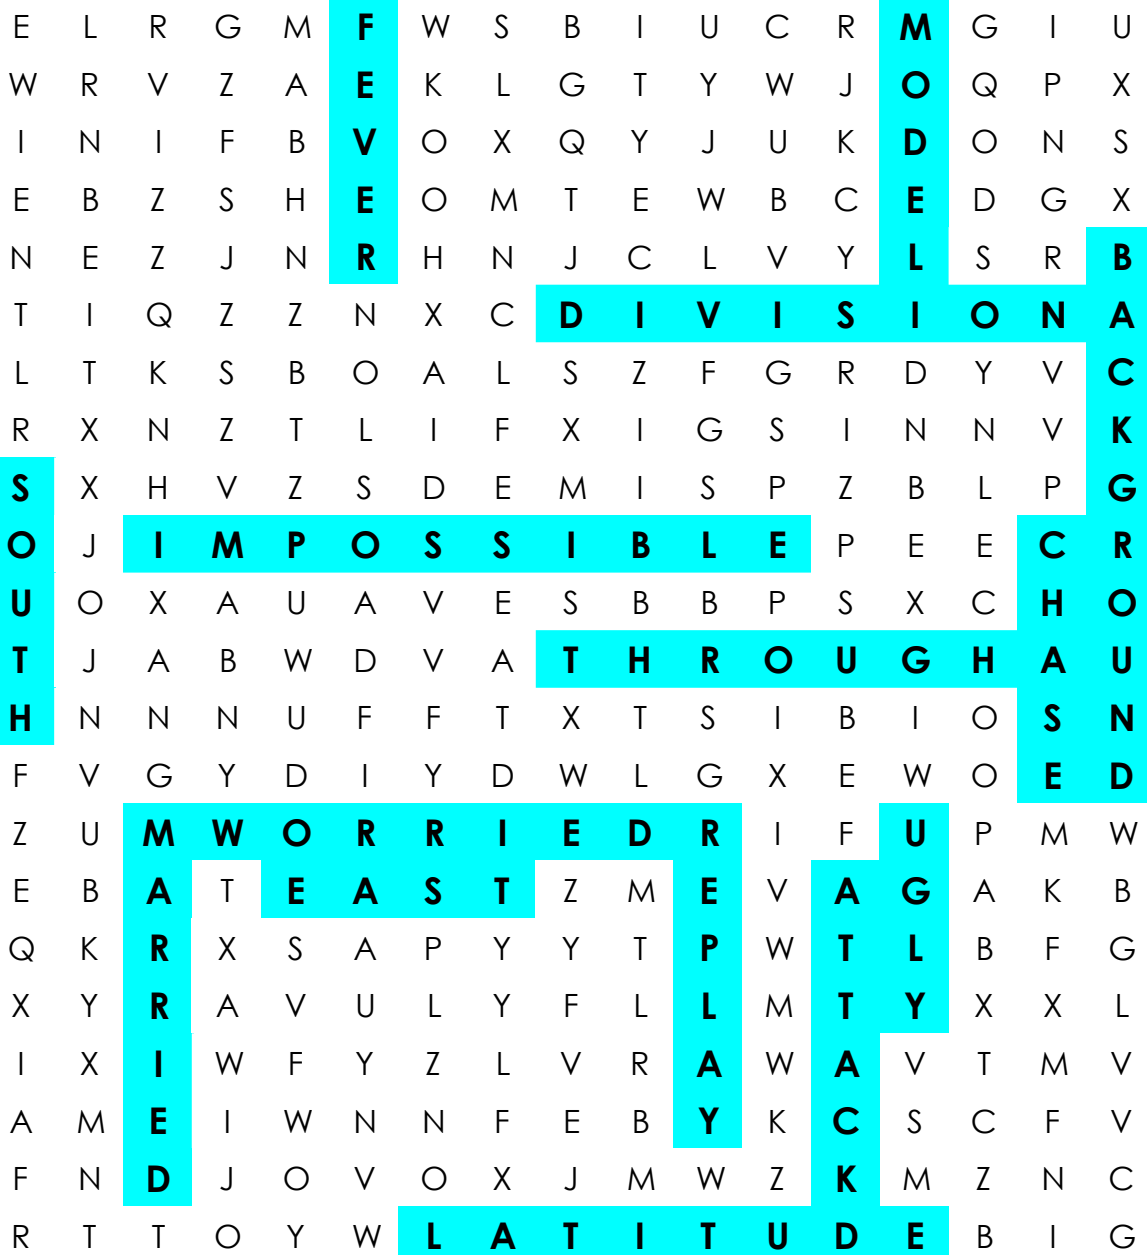 E L R G M F W S B I U C R M G I U
W R V Z A E K L G T Y W J O Q P X
I N I F B V O X Q Y J U K D O N S
E B Z S H E O M T E W B C E D G X
N E Z J N R H N J C L V Y L S R B
T I Q Z Z N X C D I V I S I O N A
L T K S B O A L S Z F G R D Y V C
R X N Z T L I F X I G S I N N V K
S X H V Z S D E M I S P Z B L P G
O J I M P O S S I B L E P E E C R
U O X A U A V E S B B P S X C H O
T J A B W D V A T H R O U G H A U
H N N N U F F T X T S I B I O S N
F V G Y D I Y D W L G X E W O E D
Z U M W O R R I E D R I F U P M W
E B A T E A S T Z M E V A G A K B
Q K R X S A P Y Y T P W T L B F G
X Y R A V U L Y F L L M T Y X X L
I X I W F Y Z L V R A W A V T M V
A M E I W N N F E B Y K C S C F V
F N D J O V O X J M W Z K M Z N C
R T T O Y W L A T I T U D E B I G